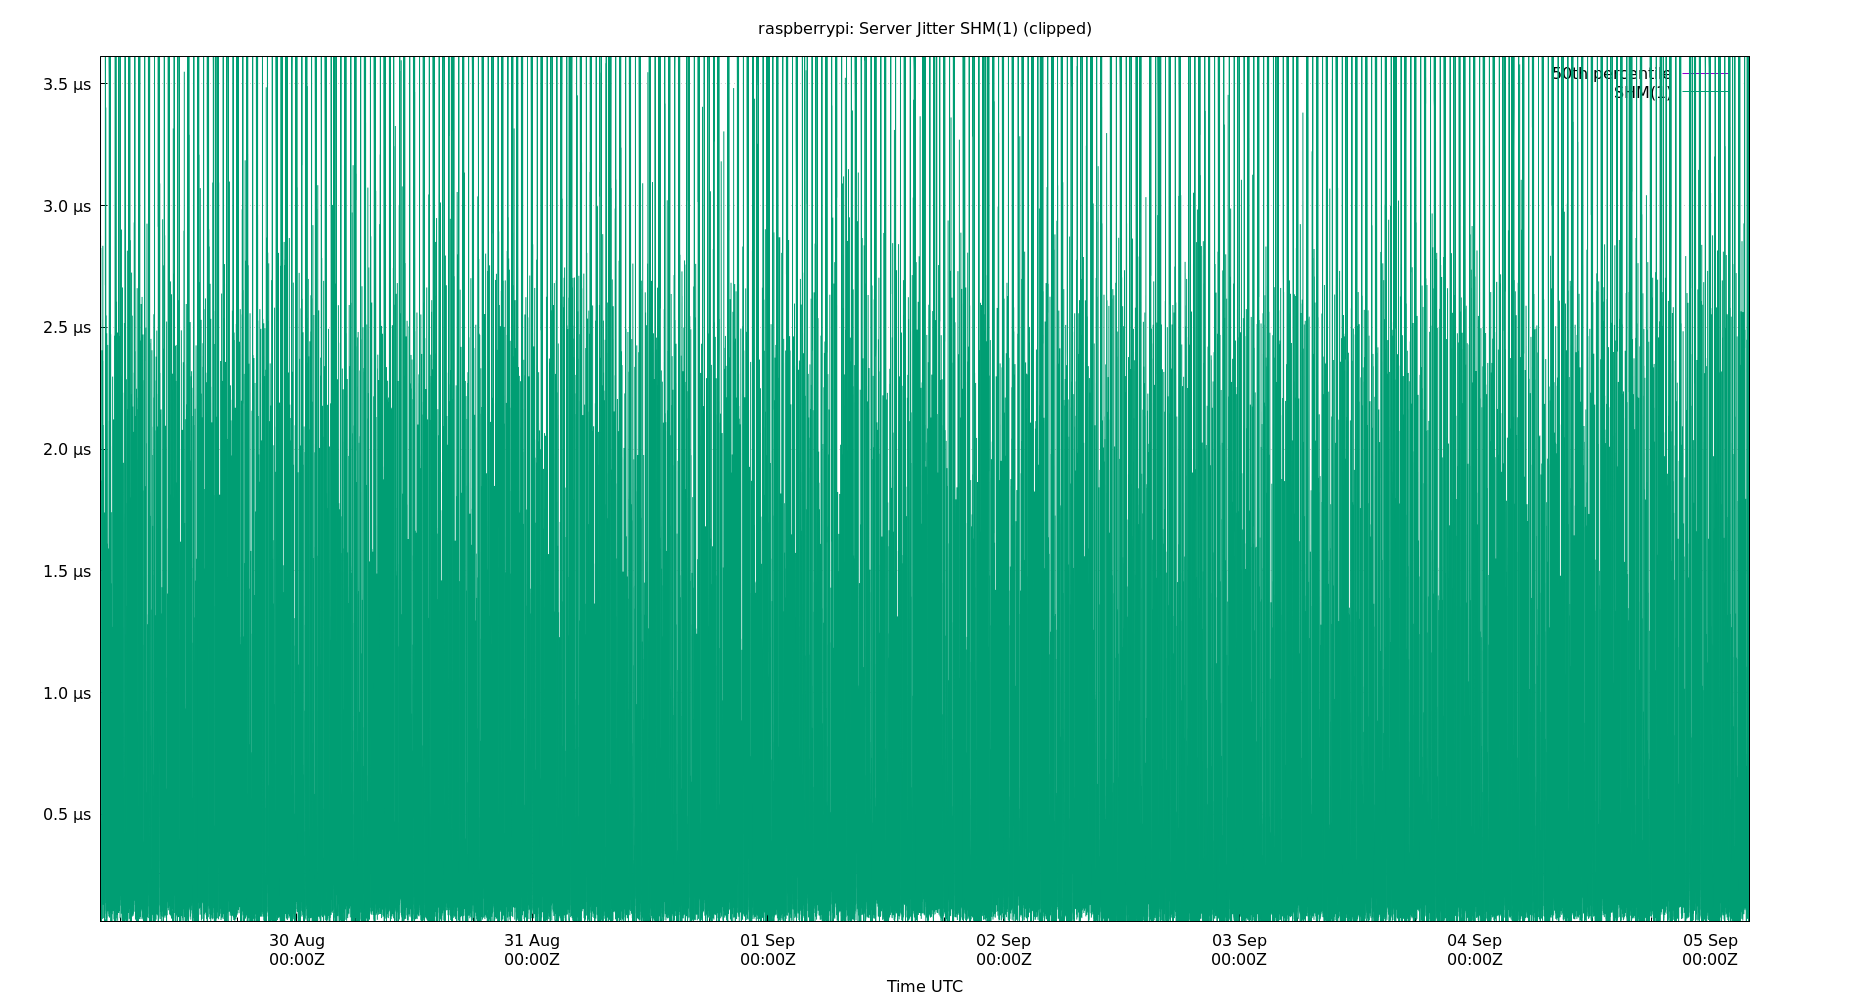 raspberrypi: Server Jitter SHM(1) (clipped)
3.5 µs
3.0 µs
2.5 µs
2.0 µs
1.5 µs
1.0 µs
0.5 µs
50th percentile
SHM(1)
30 Aug
00:00Z
31 Aug
00:00Z
01 Sep
00:00Z
02 Sep
00:00Z
03 Sep
00:00Z
04 Sep
00:00Z
05 Sep
00:00Z
Time UTC